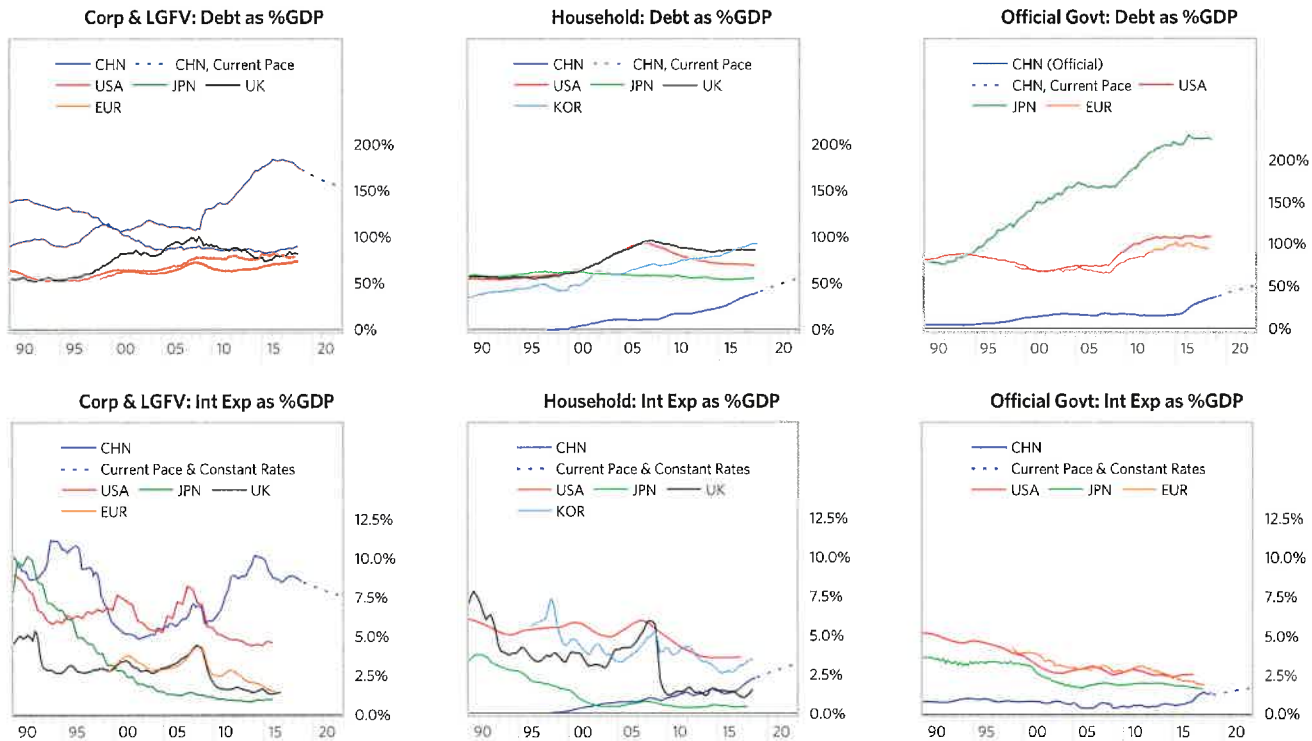 Corp & LGFV: Debt as %GDP
CHN CHN, Current Pace
USA JPN UK
EUR
200%
150%
100%
50%
0%
90 95 00 05 10 15 20
Household: Debt as %GDP
CHN CHN, Current Pace
USA JPN UK
KOR
200%
150%
100%
50%
0%
90 95 00 05 10 15 20
Official Govt: Debt as %GDP
CHN (Official)
CHN, Current Pace USA
JPN EUR
200%
150%
100%
50%
0%
90 95 00 05 10 15 20
Corp & LGFV: Int Exp as %GDP
CHN
Current Pace & Constant Rates
USA JPN UK
EUR
12.5%
10.0%
7.5%
5.0%
2.5%
0.0%
90 95 00 05 10 15 20
Household: Int Exp as %GDP
CHN
Current Pace & Constant Rates
USA JPN UK
KOR
12.5%
10.0%
7.5%
5.0%
2.5%
0.0%
90 95 00 05 10 15 20
Official Govt: Int Exp as %GDP
CHN
Current Pace & Constant Rates
USA JPN EUR
12.5%
10.0%
7.5%
5.0%
2.5%
0.0%
90 95 00 05 10 15 20